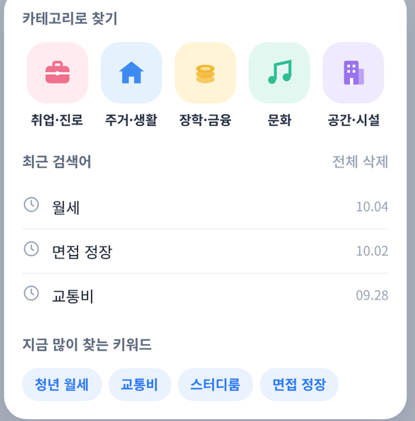 카테고리로 찾기
취업·진로 주거·생활 장학·금융 문화 공간·시설
최근 검색어 전체 삭제
월세 10.04
면접 정장 10.02
교통비 09.28
지금 많이 찾는 키워드
청년 월세 교통비 스터디룸 면접 정장